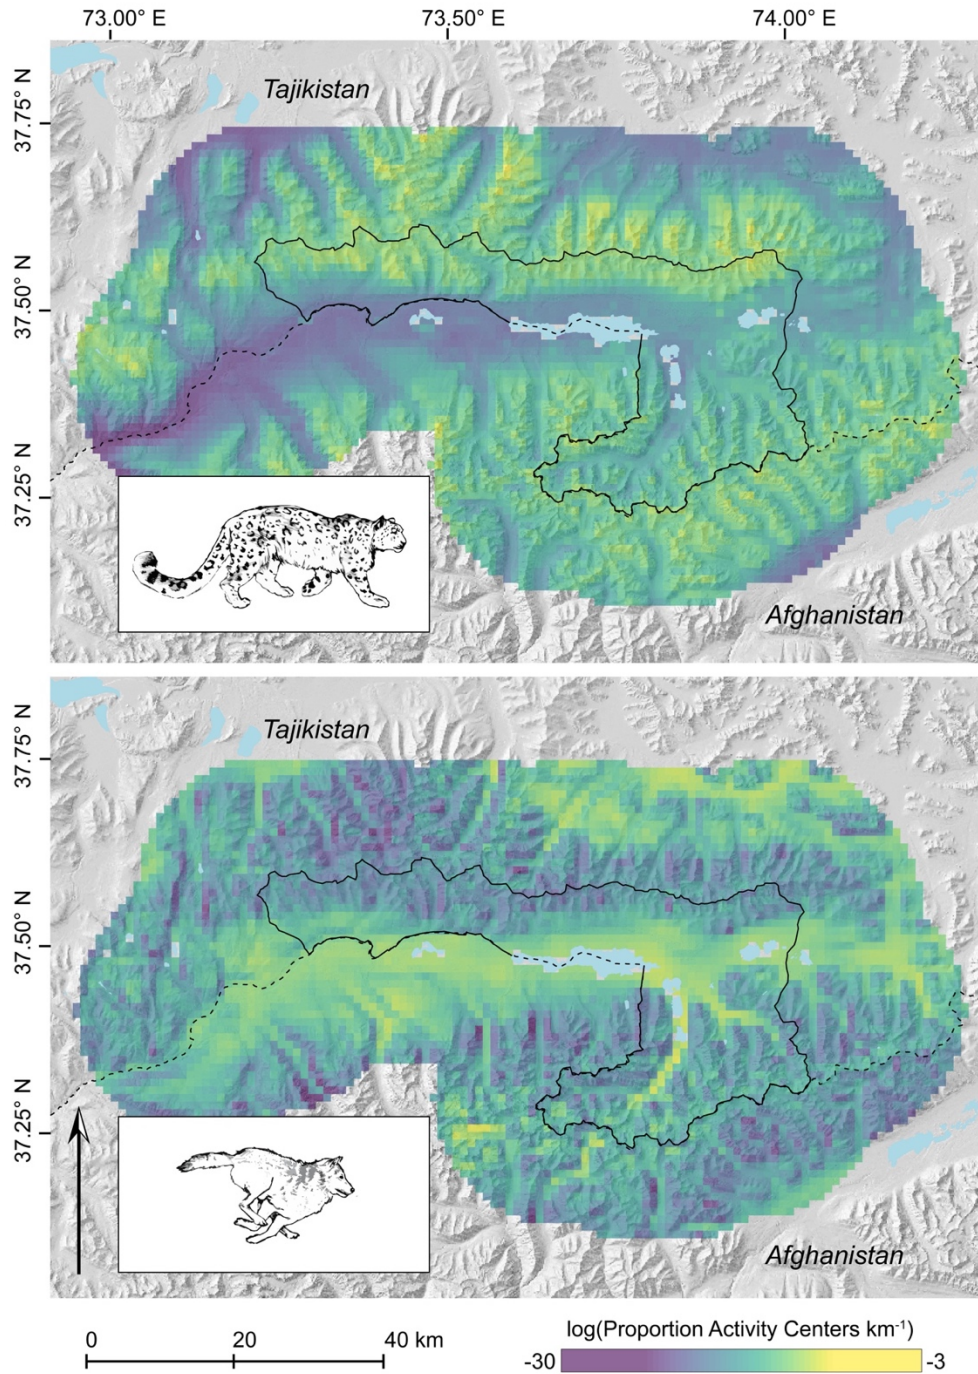 73.00° E 73.50° E 74.00° E
37.75° N
Tajikistan
37.50° N
37.25° N
Afghanistan
37.75° N
Tajikistan
37.50° N
37.25° N
Afghanistan
0 20 40 km
log(Proportion Activity Centers km⁻¹)
-30 -3